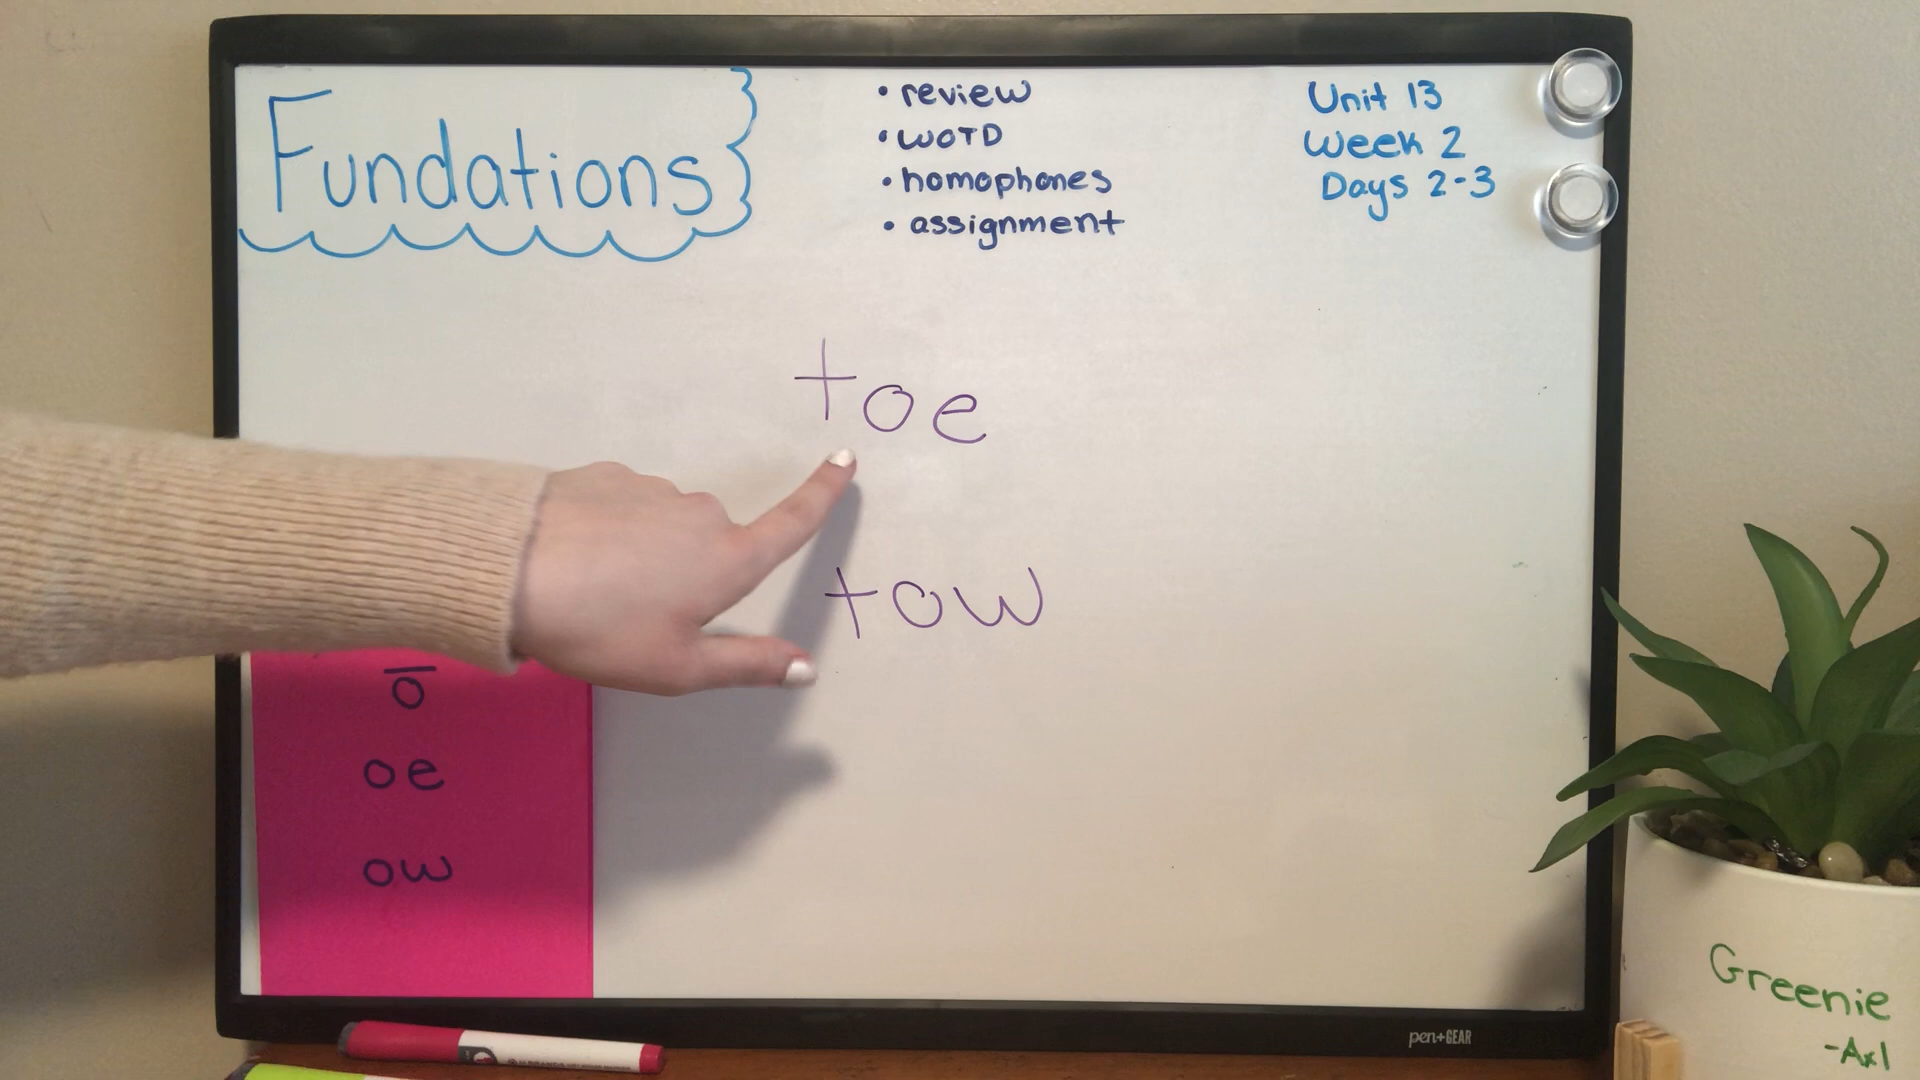 Fundations
• review
• WOTD
• homophones
• assignment
Unit 13
Week 2
Days 2-3
toe
tow
ō
oe
ow
pen+GEAR
Greenie
-Axl